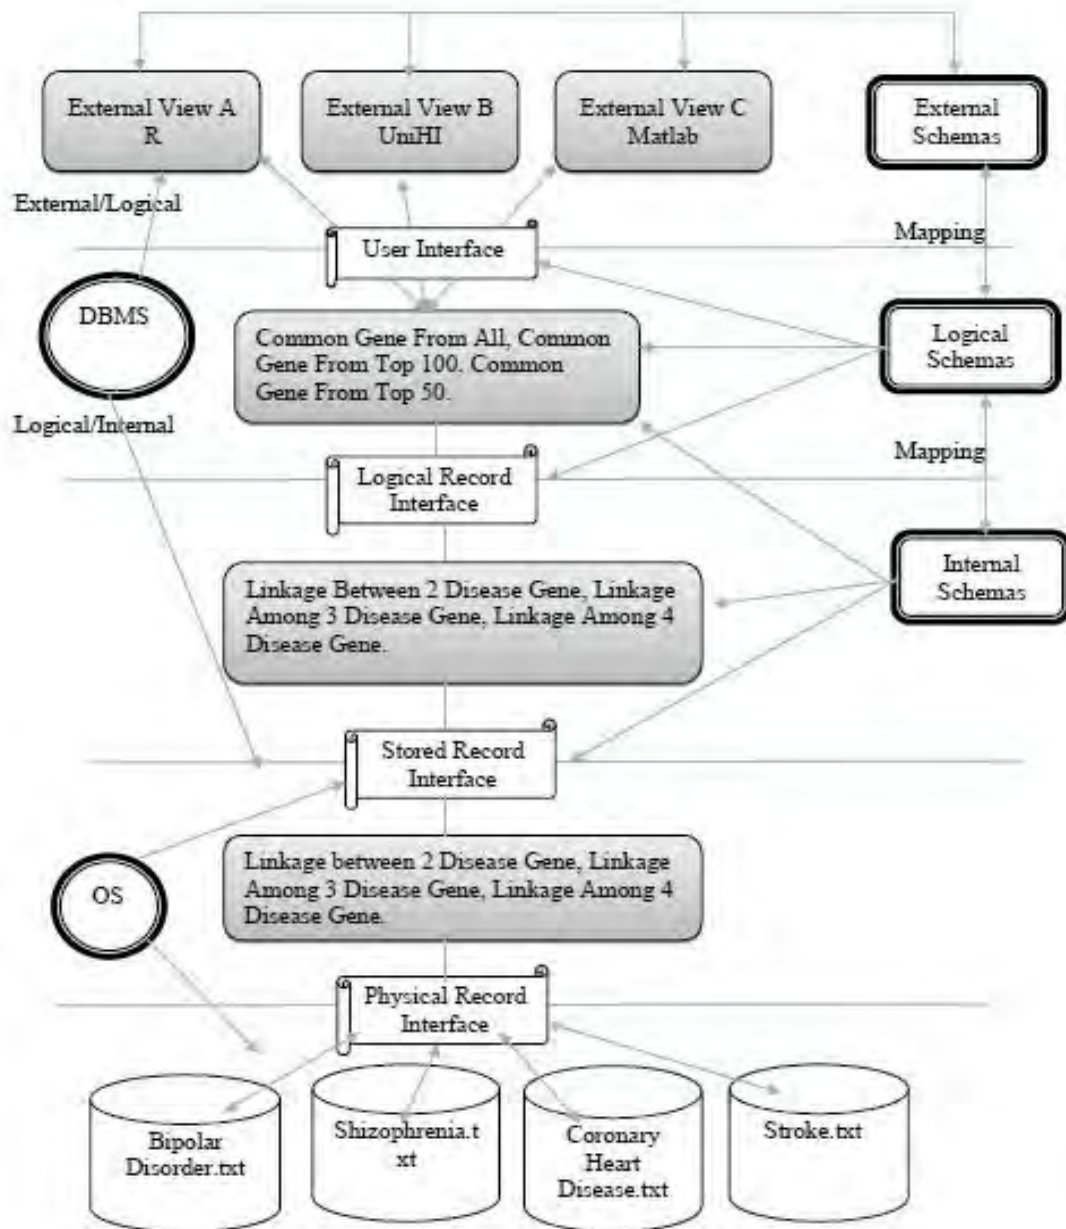 External View A
R
External View B
UniHI
External View C
Matlab
External
Schemas
External/Logical
User Interface
Mapping
DBMS
Common Gene From All, Common
Gene From Top 100. Common
Gene From Top 50.
Logical
Schemas
Logical/Internal
Mapping
Logical Record
Interface
Internal
Schemas
Linkage Between 2 Disease Gene, Linkage
Among 3 Disease Gene, Linkage Among 4
Disease Gene.
Stored Record
Interface
Linkage between 2 Disease Gene, Linkage
Among 3 Disease Gene, Linkage Among 4
Disease Gene.
OS
Physical Record
Interface
Bipolar
Disorder.txt
Shizophrenia.t
xt
Coronary
Heart
Disease.txt
Stroke.txt